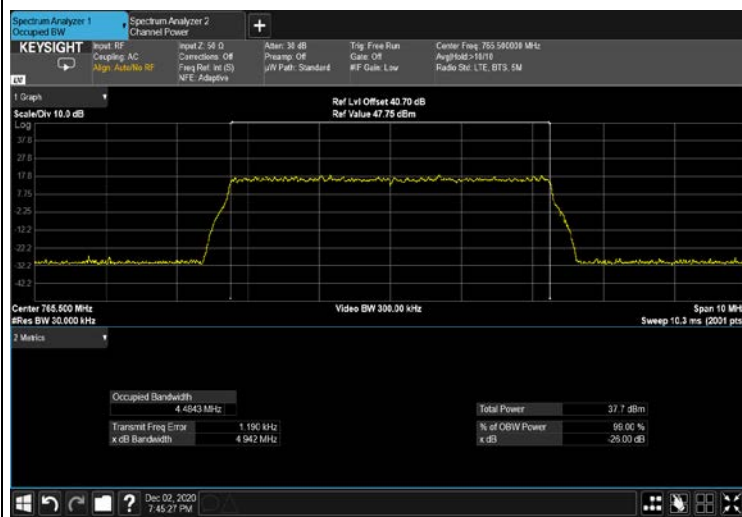 Spectrum Analyzer 1
Occupied BW
Spectrum Analyzer 2
Channel Power
+
KEYSIGHT
Input: RF
Coupling: AC
Align: Auto/No RF
Input Z: 50 Ω
Corrections: Off
Freq Ref: Int (S)
NFE: Adaptive
Atten: 30 dB
Preamp: Off
µW Path: Standard
Trig: Free Run
Gate: Off
#IF Gain: Low
Center Freq: 765.500000 MHz
Avg|Hold:>10/10
Radio Std: LTE, BTS, 5M
1 Graph
Scale/Div 10.0 dB
Ref Lvl Offset 40.70 dB
Ref Value 47.75 dBm
Log
37.8
27.8
17.8
7.75
-2.25
-12.2
-22.2
-32.2
-42.2
Center 765.500 MHz
#Res BW 30.000 kHz
Video BW 300.00 kHz
Span 10 MH
Sweep 10.3 ms (2001 pts
2 Metrics
Occupied Bandwidth
4.4843 MHz
Transmit Freq Error 1.190 kHz
x dB Bandwidth 4.942 MHz
Total Power 37.7 dBm
% of OBW Power 99.00 %
x dB -26.00 dB
?
Dec 02, 2020
7:45:27 PM